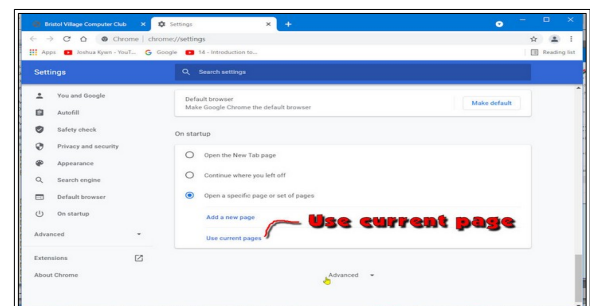 Bristol Village Computer Club
Settings
Chrome | chrome://settings
Apps
Joshua Kywn - YouT...
Google
14 - Introduction to...
Reading list
Settings
Search settings
You and Google
Autofill
Safety check
Privacy and security
Appearance
Search engine
Default browser
On startup
Advanced
Extensions
About Chrome
Default browser
Make Google Chrome the default browser
Make default
On startup
Open the New Tab page
Continue where you left off
Open a specific page or set of pages
Add a new page
Use current pages
Use current page
Advanced